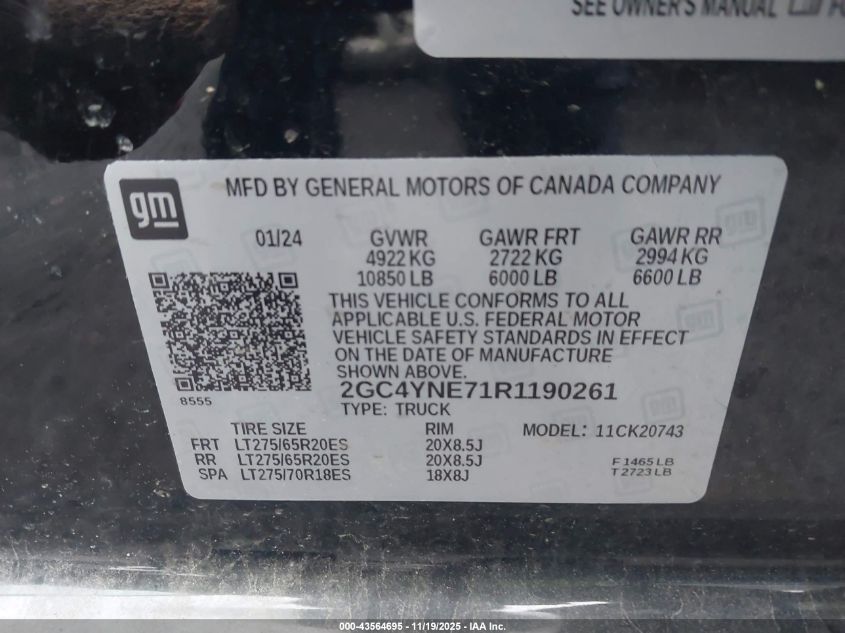 SEE OWNER'S MANUAL
gm
MFD BY GENERAL MOTORS OF CANADA COMPANY
01/24 GVWR GAWR FRT GAWR RR
4922 KG 2722 KG 2994 KG
10850 LB 6000 LB 6600 LB
THIS VEHICLE CONFORMS TO ALL
APPLICABLE U.S. FEDERAL MOTOR
VEHICLE SAFETY STANDARDS IN EFFECT
ON THE DATE OF MANUFACTURE
SHOWN ABOVE.
8555
2GC4YNE71R1190261
TYPE: TRUCK
TIRE SIZE RIM MODEL: 11CK20743
FRT LT275/65R20ES 20X8.5J
RR LT275/65R20ES 20X8.5J F 1465 LB
SPA LT275/70R18ES 18X8J T 2723 LB
000-43564695 - 11/19/2025 - IAA Inc.